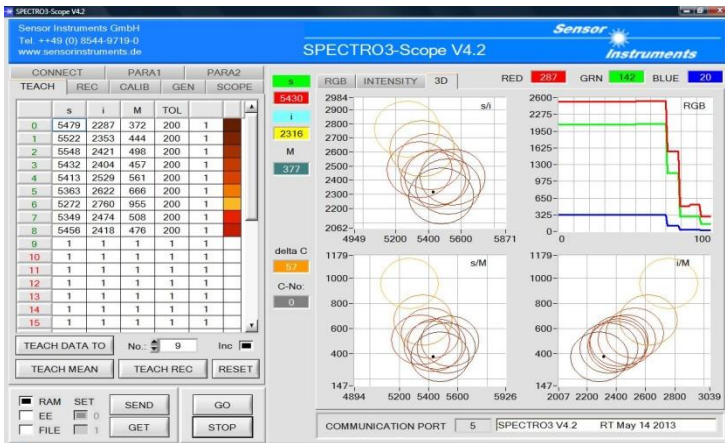 SPECTRO3-Scope V4.2
Sensor Instruments GmbH
Tel. ++49 (0) 8544-9719-0
www.sensorinstruments.de
SPECTRO3-Scope V4.2
Sensor
Instruments
CONNECT PARA1 PARA2
TEACH REC CALIB GEN SCOPE
s i M TOL
0 5479 2287 372 200 1
1 5522 2353 444 200 1
2 5548 2421 498 200 1
3 5432 2404 457 200 1
4 5413 2529 561 200 1
5 5363 2622 666 200 1
6 5272 2760 955 200 1
7 5349 2474 508 200 1
8 5456 2418 476 200 1
9 1 1 1 1 1
10 1 1 1 1 1
11 1 1 1 1 1
12 1 1 1 1 1
13 1 1 1 1 1
14 1 1 1 1 1
15 1 1 1 1 1
TEACH DATA TO No.: 9 Inc
TEACH MEAN TEACH REC RESET
RAM SET SEND GO
EE 0
FILE 1 GET STOP
s
5430
i
2316
M
377
delta C
57
C-No:
0
RGB INTENSITY 3D RED 287 GRN 142 BLUE 20
s/i
2984
2800
2700
2600
2500
2400
2300
2200
2062
4949 5200 5400 5600 5871
RGB
2600
2275
1950
1625
1300
975
650
325
0
0 100
s/M
1179
1000
800
600
400
147
4894 5200 5400 5600 5926
i/M
1179
1000
800
600
400
147
2007 2200 2400 2600 2800 3039
COMMUNICATION PORT 5 SPECTRO3 V4.2 RT May 14 2013